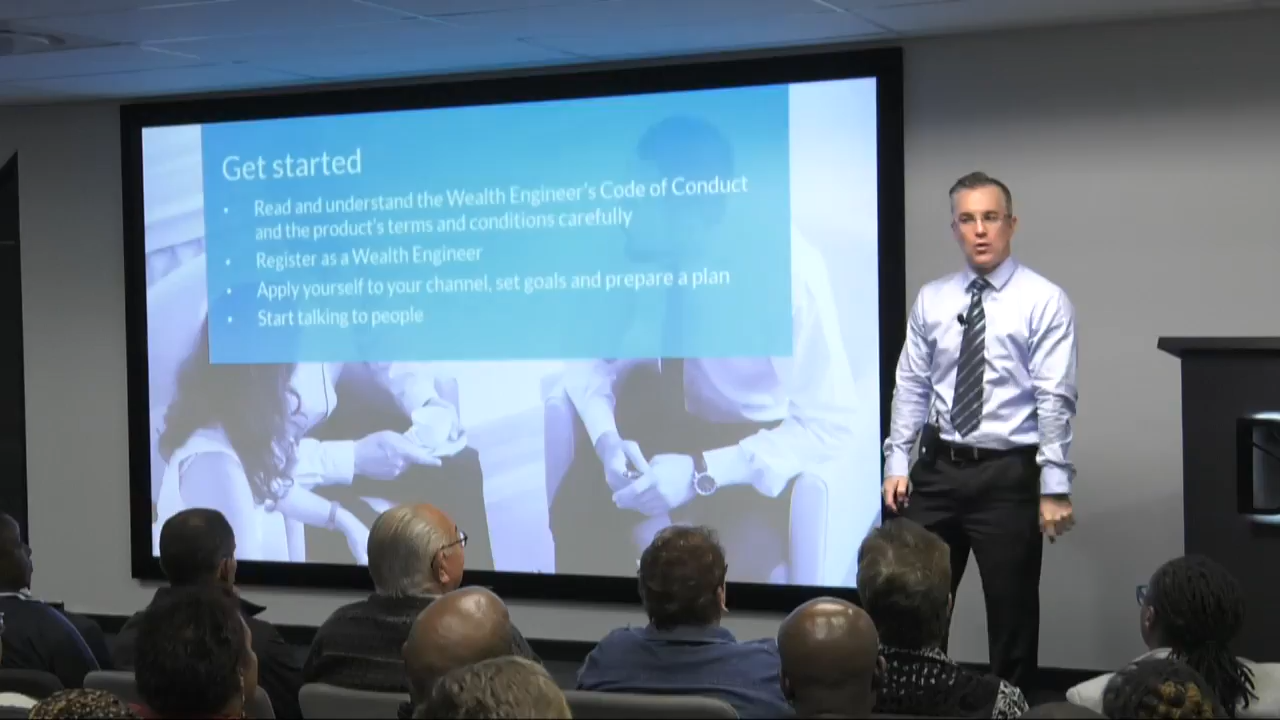 Get started
• Read and understand the Wealth Engineer's Code of Conduct
and the product's terms and conditions carefully
• Register as a Wealth Engineer
• Apply yourself to your channel, set goals and prepare a plan
• Start talking to people